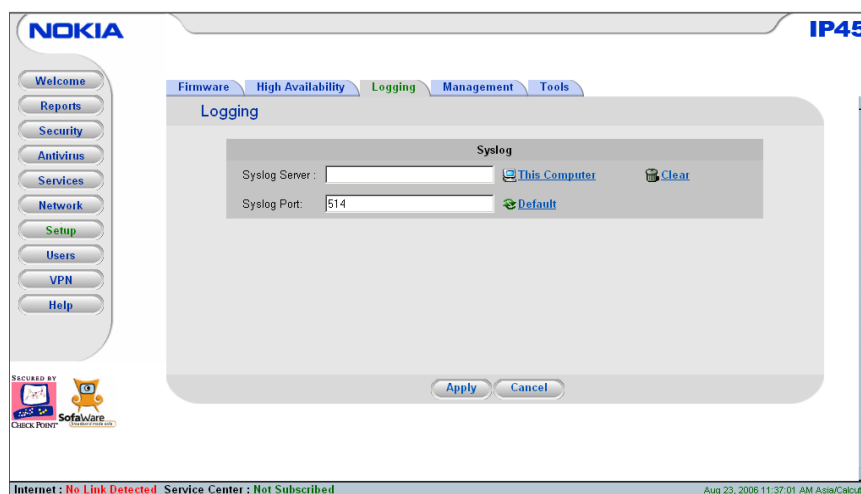 NOKIA
IP45
Welcome
Reports
Security
Antivirus
Services
Network
Setup
Users
VPN
Help
Firmware High Availability Logging Management Tools
Logging
Syslog
Syslog Server : This Computer Clear
Syslog Port: 514 Default
Apply Cancel
SECURED BY
CHECK POINT
SofaWare
Internet : No Link Detected Service Center : Not Subscribed
Aug 23, 2006 11:37:01 AM Asia/Calcut